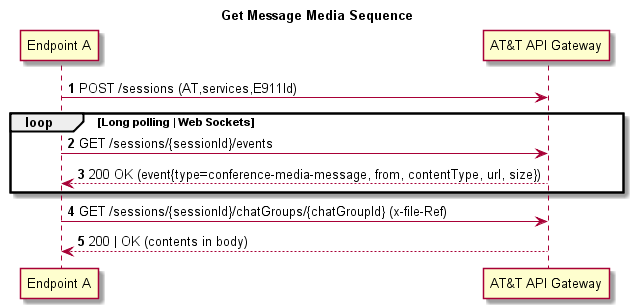 Get Message Media Sequence
Endpoint A
AT&T API Gateway
1 POST /sessions (AT,services,E911Id)
loop [Long polling | Web Sockets]
2 GET /sessions/{sessionId}/events
3 200 OK (event{type=conference-media-message, from, contentType, url, size})
4 GET /sessions/{sessionId}/chatGroups/{chatGroupId} (x-file-Ref)
5 200 | OK (contents in body)
Endpoint A
AT&T API Gateway